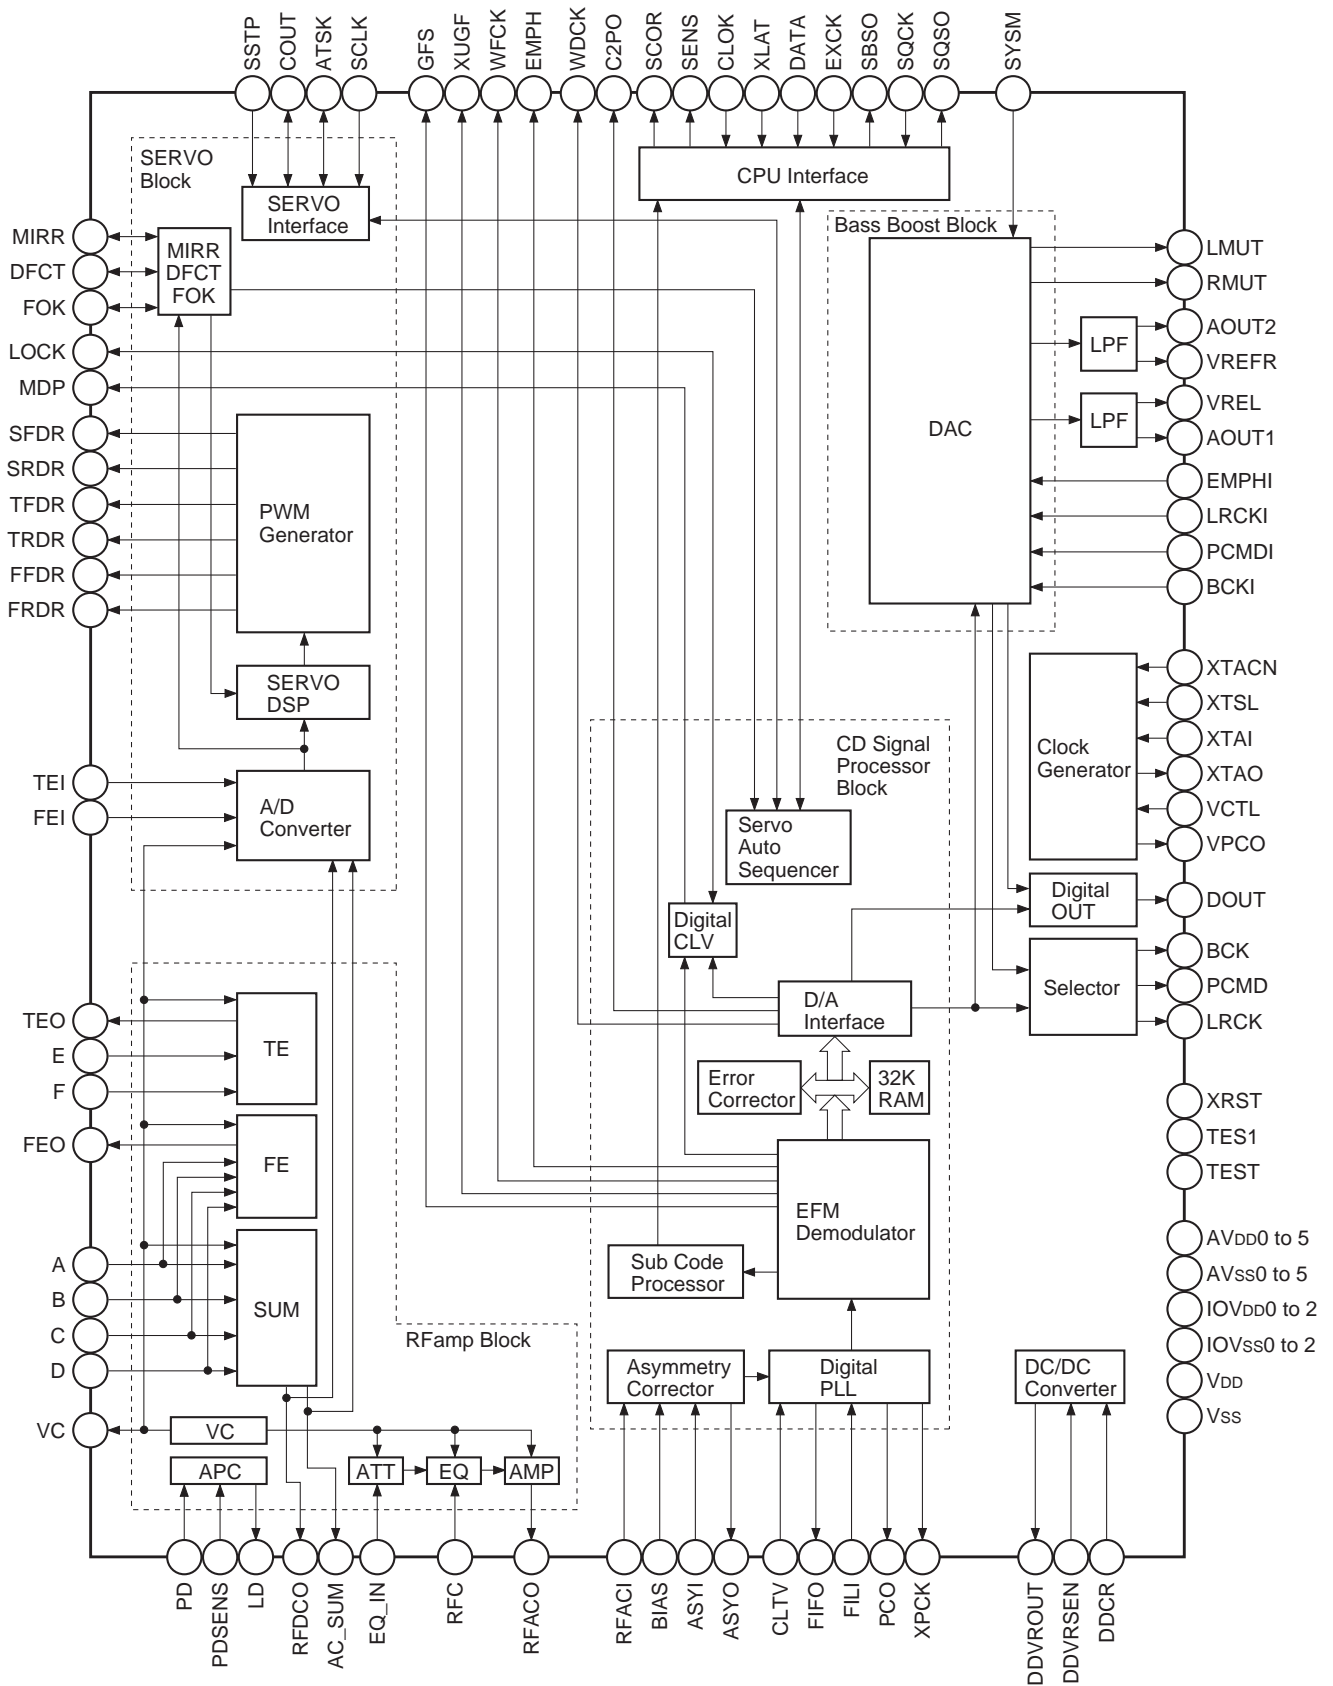 SSTP
COUT
ATSK
SCLK
GFS
XUGF
WFCK
EMPH
WDCK
C2PO
SCOR
SENS
CLOK
XLAT
DATA
EXCK
SBSO
SQCK
SQSO
SYSM
SERVO
Block
SERVO
Interface
CPU Interface
MIRR
DFCT
FOK
LOCK
MDP
SFDR
SRDR
TFDR
TRDR
FFDR
FRDR
TEI
FEI
TEO
E
F
FEO
A
B
C
D
VC
MIRR
DFCT
FOK
PWM
Generator
SERVO
DSP
A/D
Converter
TE
FE
SUM
RFamp Block
VC
APC
ATT
EQ
AMP
Bass Boost Block
DAC
LPF
LPF
CD Signal
Processor
Block
Servo
Auto
Sequencer
Digital
CLV
D/A
Interface
Error
Corrector
32K
RAM
EFM
Demodulator
Sub Code
Processor
Asymmetry
Corrector
Digital
PLL
Clock
Generator
Digital
OUT
Selector
DC/DC
Converter
LMUT
RMUT
AOUT2
VREFR
VREL
AOUT1
EMPHI
LRCKI
PCMDI
BCKI
XTACN
XTSL
XTAI
XTAO
VCTL
VPCO
DOUT
BCK
PCMD
LRCK
XRST
TES1
TEST
AVDD0 to 5
AVSS0 to 5
IOVDD0 to 2
IOVSS0 to 2
VDD
VSS
PD
PDSENS
LD
RFDCO
AC_SUM
EQ_IN
RFC
RFACO
RFACI
BIAS
ASYI
ASYO
CLTV
FIFO
FILI
PCO
XPCK
DDVROUT
DDVRSEN
DDCR